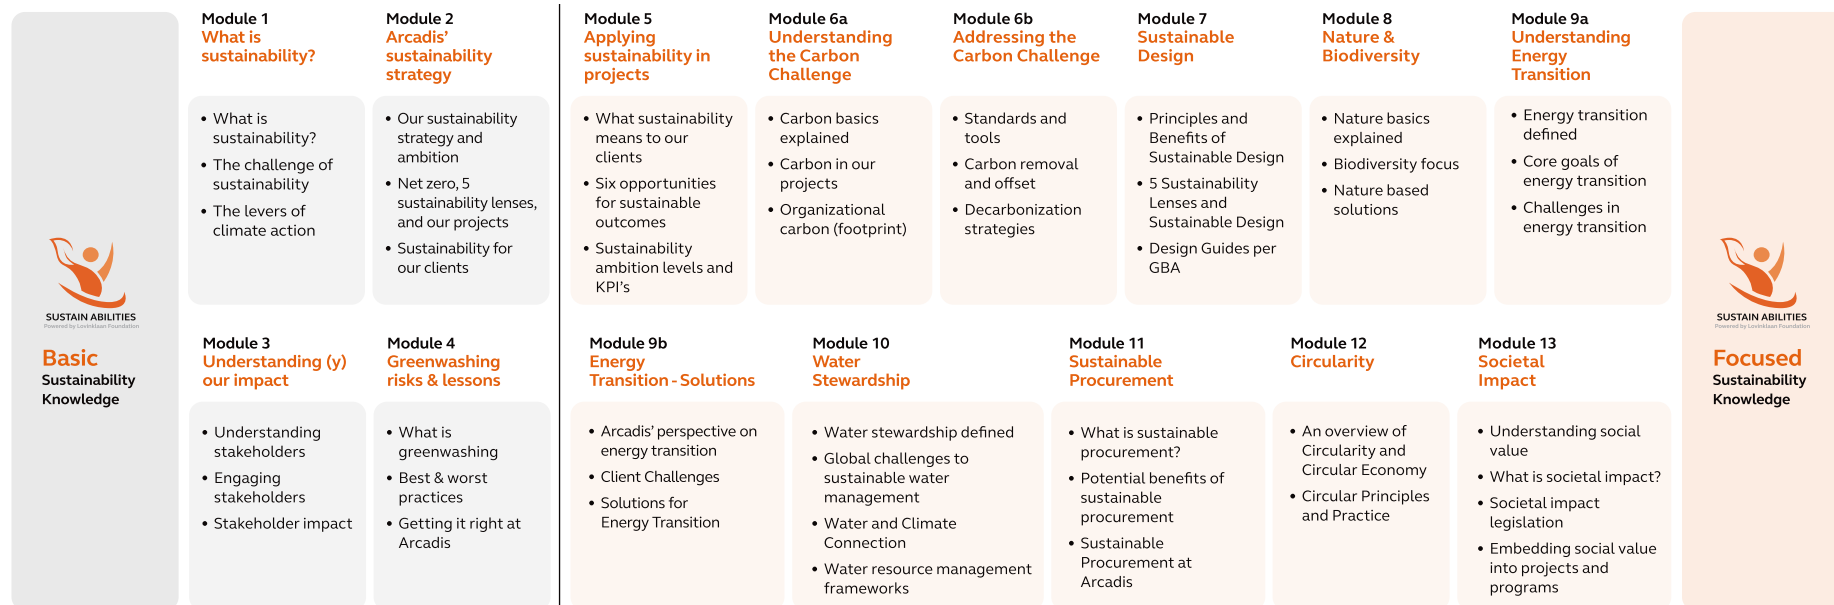 SUSTAIN ABILITIES
Powered by Lovinklaan Foundation
Basic
Sustainability
Knowledge
Module 1
What is
sustainability?
• What is
sustainability?
• The challenge of
sustainability
• The levers of
climate action
Module 2
Arcadis’
sustainability
strategy
• Our sustainability
strategy and
ambition
• Net zero, 5
sustainability lenses,
and our projects
• Sustainability for
our clients
Module 3
Understanding (y)
our impact
• Understanding
stakeholders
• Engaging
stakeholders
• Stakeholder impact
Module 4
Greenwashing
risks & lessons
• What is
greenwashing
• Best & worst
practices
• Getting it right at
Arcadis
Module 5
Applying
sustainability in
projects
• What sustainability
means to our
clients
• Six opportunities
for sustainable
outcomes
• Sustainability
ambition levels and
KPI’s
Module 6a
Understanding
the Carbon
Challenge
• Carbon basics
explained
• Carbon in our
projects
• Organizational
carbon (footprint)
Module 6b
Addressing the
Carbon Challenge
• Standards and
tools
• Carbon removal
and offset
• Decarbonization
strategies
Module 7
Sustainable
Design
• Principles and
Benefits of
Sustainable Design
• 5 Sustainability
Lenses and
Sustainable Design
• Design Guides per
GBA
Module 8
Nature &
Biodiversity
• Nature basics
explained
• Biodiversity focus
• Nature based
solutions
Module 9a
Understanding
Energy
Transition
• Energy transition
defined
• Core goals of
energy transition
• Challenges in
energy transition
Module 9b
Energy
Transition - Solutions
• Arcadis’ perspective on
energy transition
• Client Challenges
• Solutions for
Energy Transition
Module 10
Water
Stewardship
• Water stewardship defined
• Global challenges to
sustainable water
management
• Water and Climate
Connection
• Water resource management
frameworks
Module 11
Sustainable
Procurement
• What is sustainable
procurement?
• Potential benefits of
sustainable
procurement
• Sustainable
Procurement at
Arcadis
Module 12
Circularity
• An overview of
Circularity and
Circular Economy
• Circular Principles
and Practice
Module 13
Societal
Impact
• Understanding social
value
• What is societal impact?
• Societal impact
legislation
• Embedding social value
into projects and
programs
SUSTAIN ABILITIES
Powered by Lovinklaan Foundation
Focused
Sustainability
Knowledge